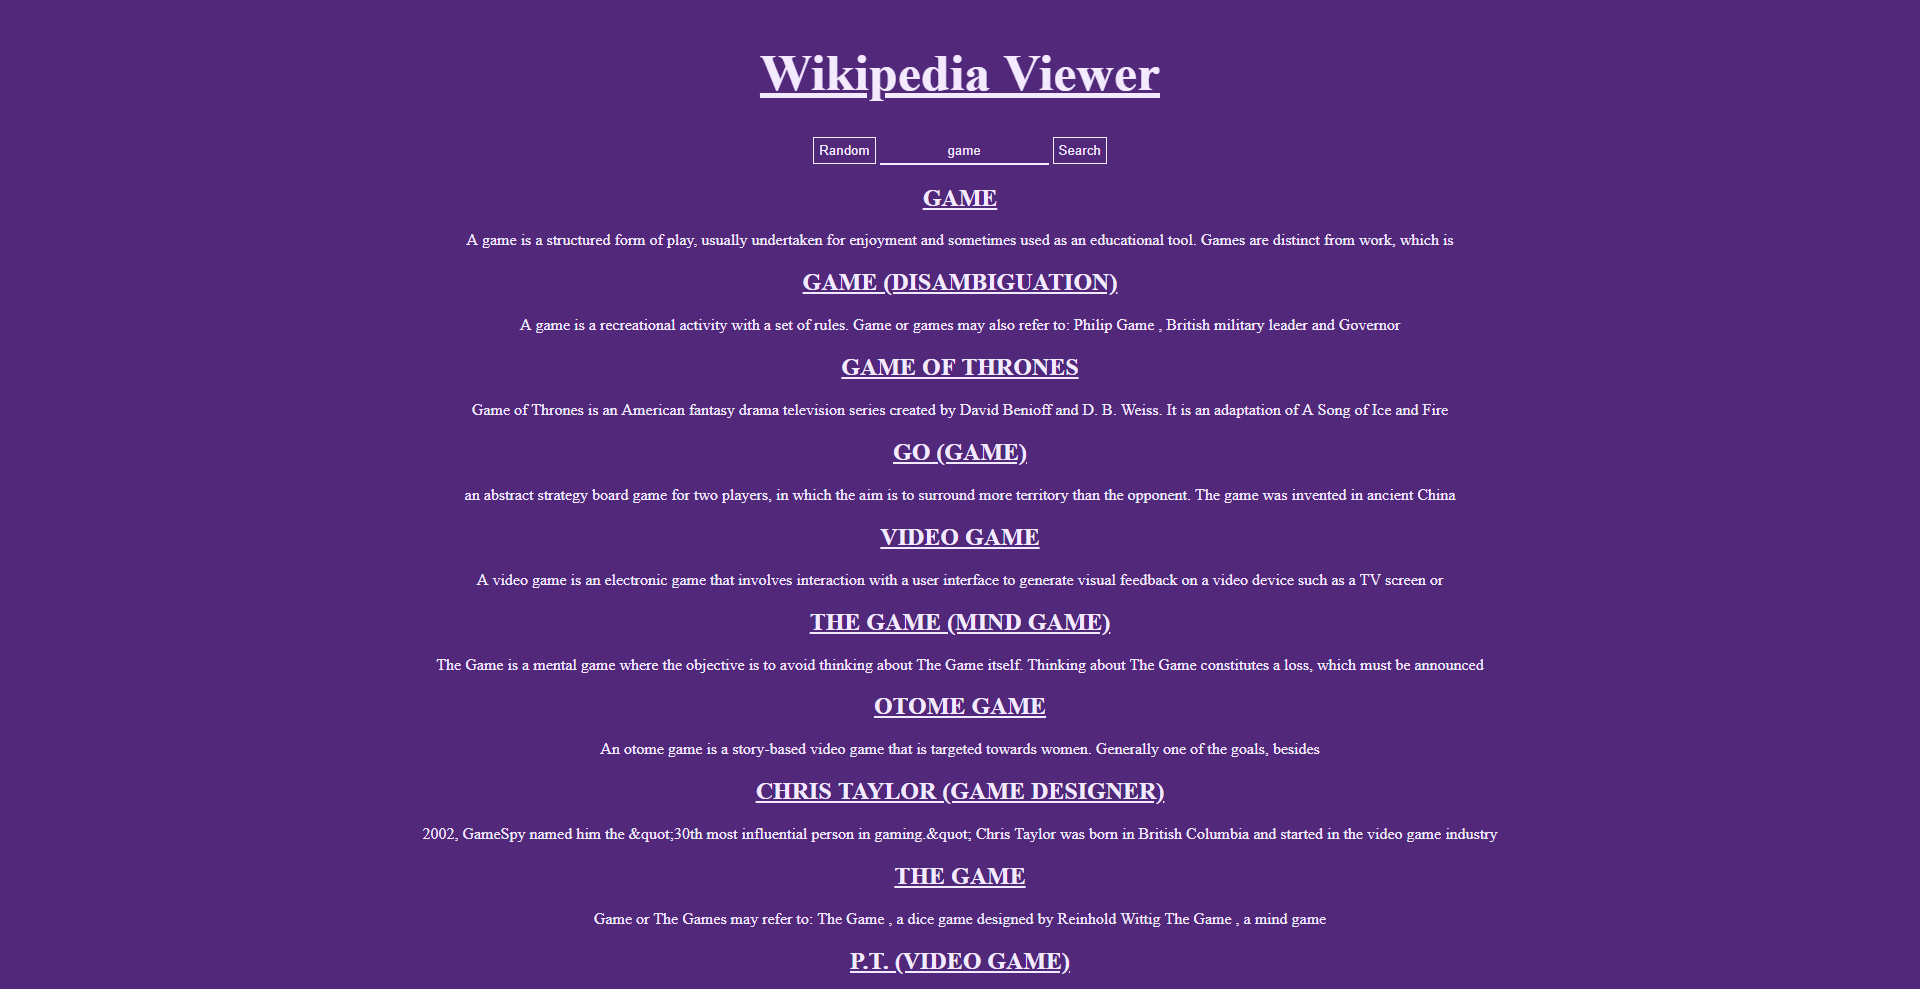 Wikipedia Viewer
Random game Search
GAME
A game is a structured form of play, usually undertaken for enjoyment and sometimes used as an educational tool. Games are distinct from work, which is
GAME (DISAMBIGUATION)
A game is a recreational activity with a set of rules. Game or games may also refer to: Philip Game , British military leader and Governor
GAME OF THRONES
Game of Thrones is an American fantasy drama television series created by David Benioff and D. B. Weiss. It is an adaptation of A Song of Ice and Fire
GO (GAME)
an abstract strategy board game for two players, in which the aim is to surround more territory than the opponent. The game was invented in ancient China
VIDEO GAME
A video game is an electronic game that involves interaction with a user interface to generate visual feedback on a video device such as a TV screen or
THE GAME (MIND GAME)
The Game is a mental game where the objective is to avoid thinking about The Game itself. Thinking about The Game constitutes a loss, which must be announced
OTOME GAME
An otome game is a story-based video game that is targeted towards women. Generally one of the goals, besides
CHRIS TAYLOR (GAME DESIGNER)
2002, GameSpy named him the &quot;30th most influential person in gaming.&quot; Chris Taylor was born in British Columbia and started in the video game industry
THE GAME
Game or The Games may refer to: The Game , a dice game designed by Reinhold Wittig The Game , a mind game
P.T. (VIDEO GAME)